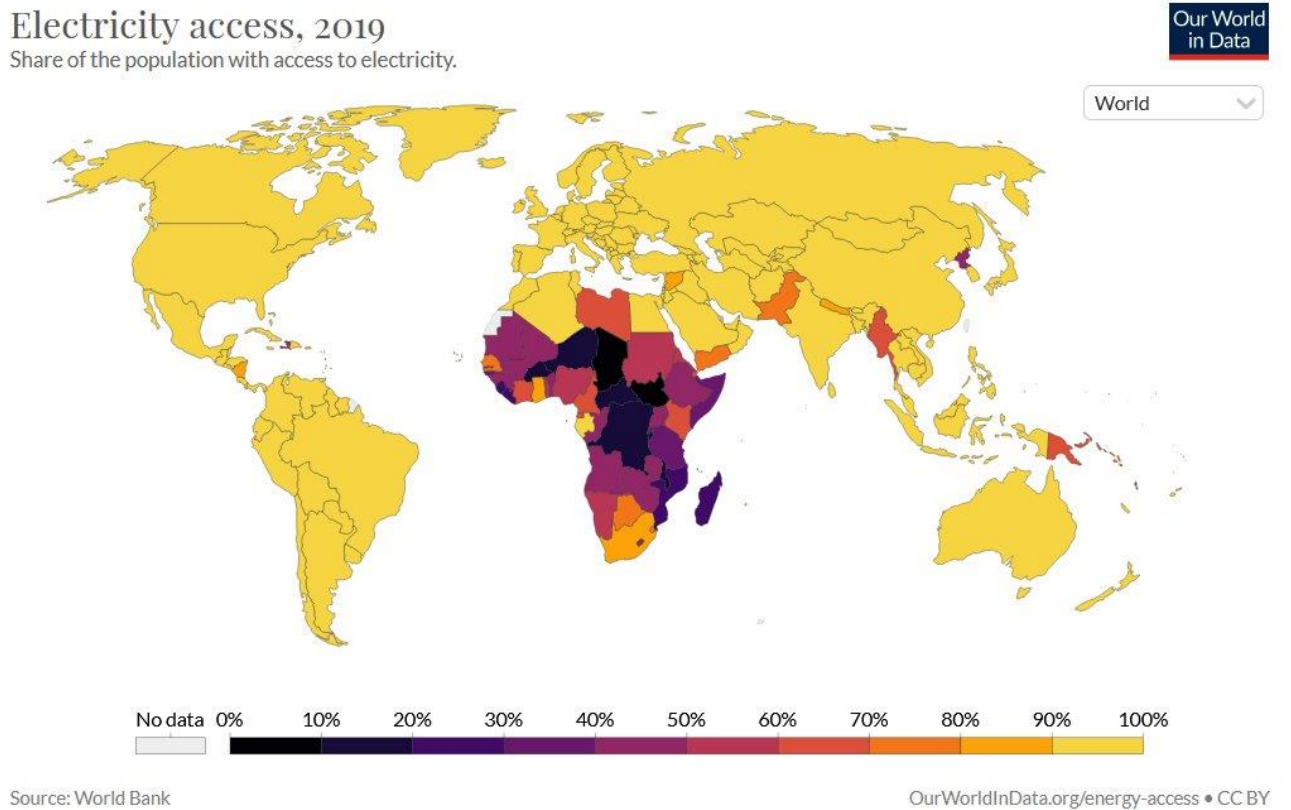 Electricity access, 2019
Share of the population with access to electricity.
Our World
in Data
World
No data 0% 10% 20% 30% 40% 50% 60% 70% 80% 90% 100%
Source: World Bank
OurWorldInData.org/energy-access • CC BY